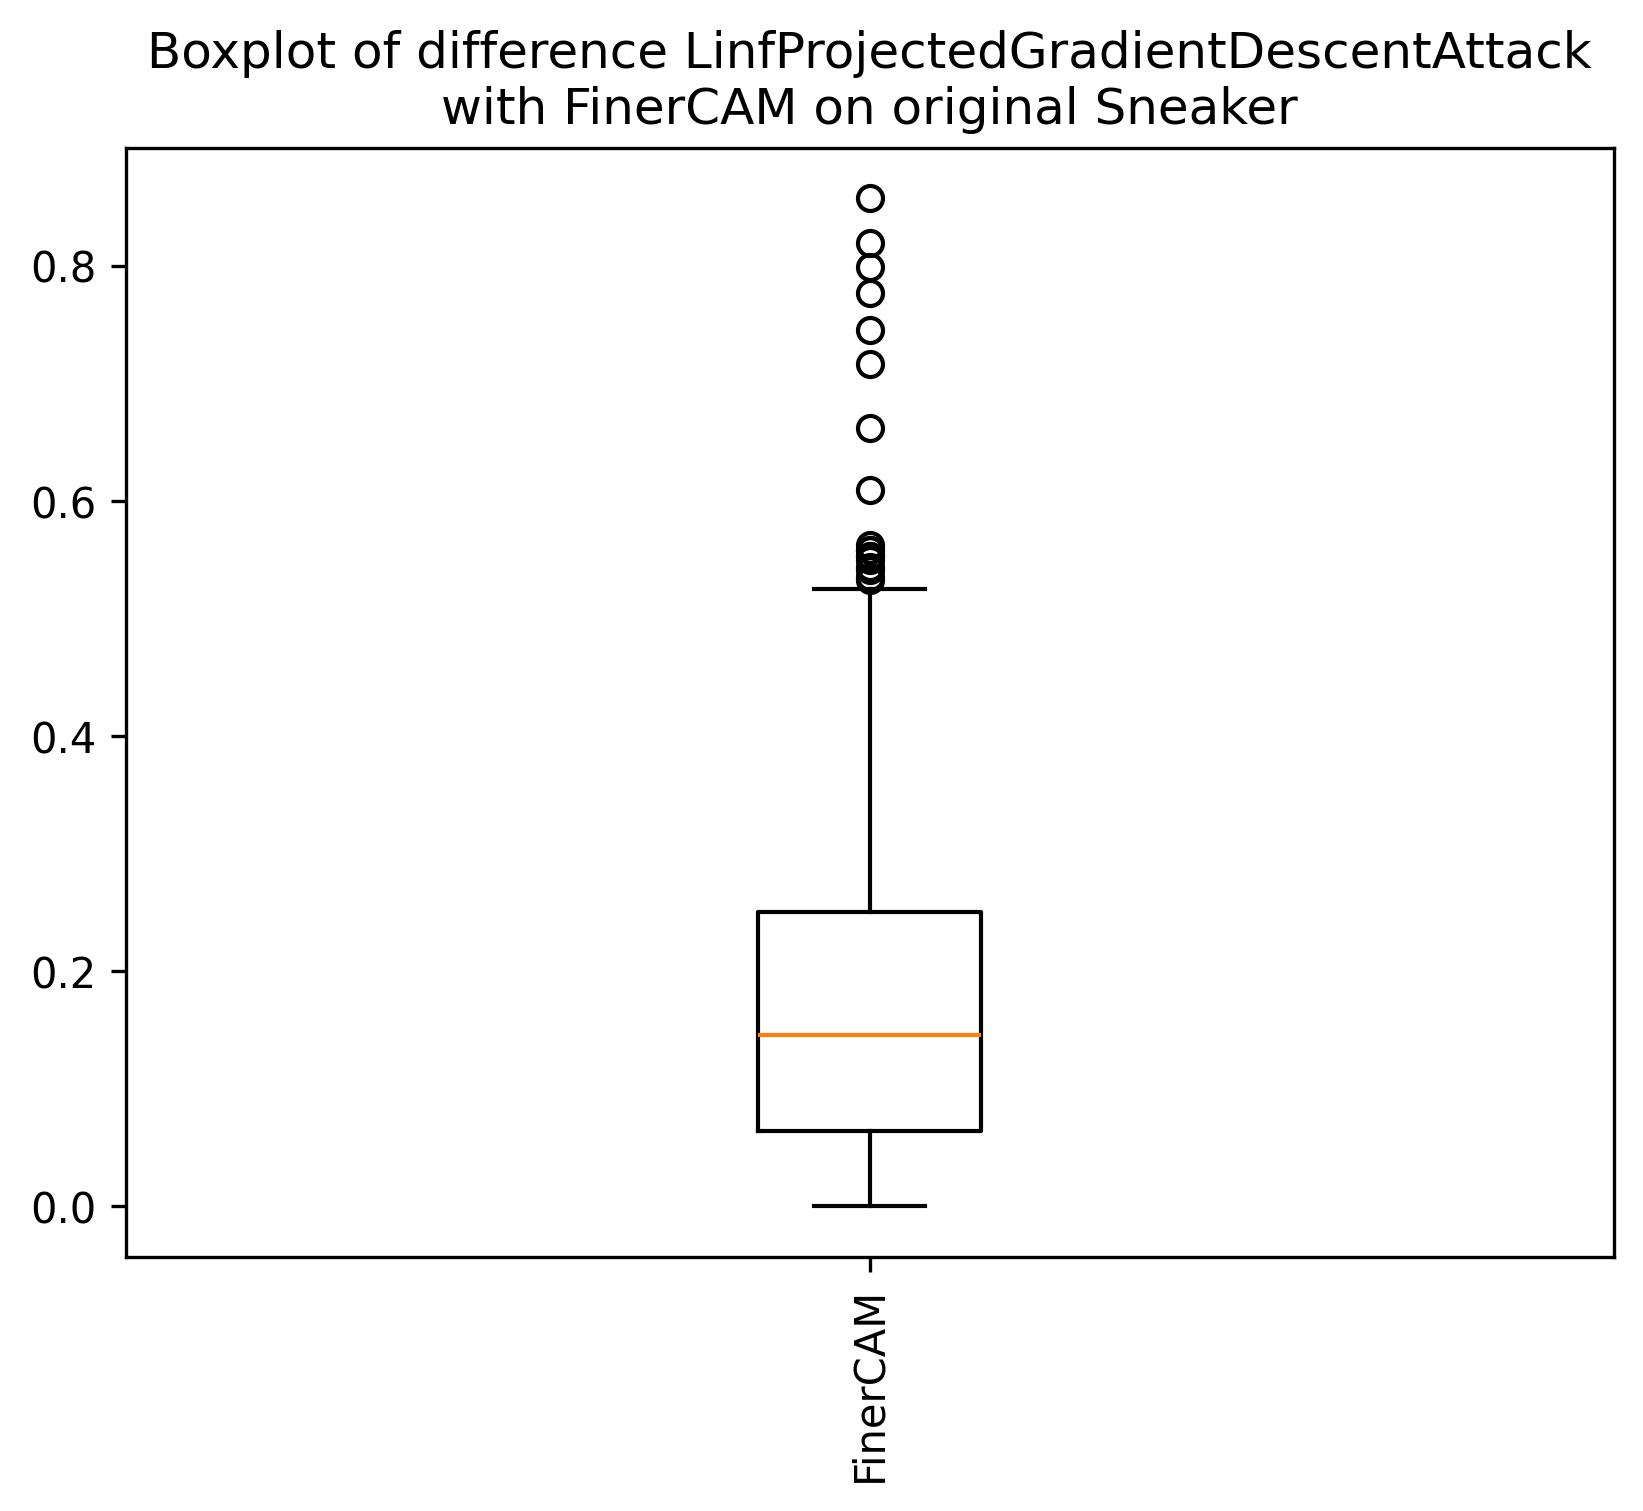 Boxplot of difference LinfProjectedGradientDescentAttack
with FinerCAM on original Sneaker
0.8
0.6
0.4
0.2
0.0
FinerCAM